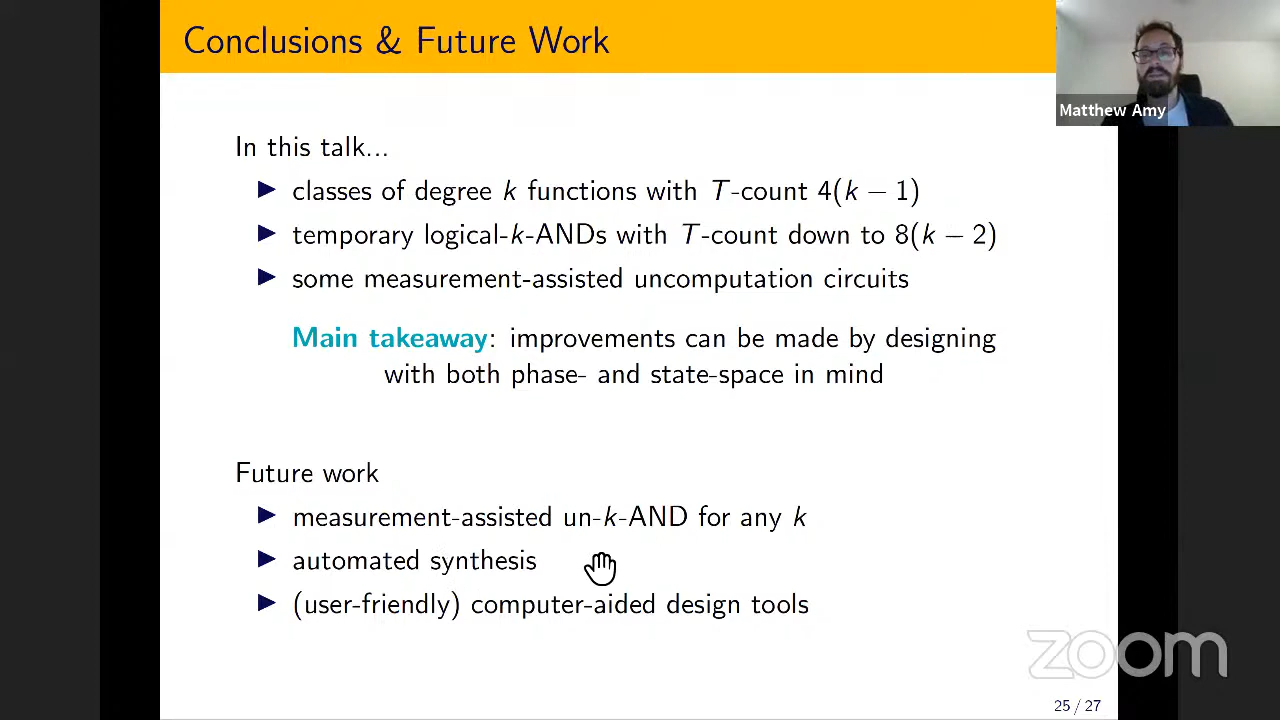 Conclusions & Future Work
Matthew Amy
In this talk...
▶ classes of degree k functions with T-count 4(k − 1)
▶ temporary logical-k-ANDs with T-count down to 8(k − 2)
▶ some measurement-assisted uncomputation circuits
Main takeaway: improvements can be made by designing
with both phase- and state-space in mind
Future work
▶ measurement-assisted un-k-AND for any k
▶ automated synthesis
▶ (user-friendly) computer-aided design tools
zoom
25 / 27